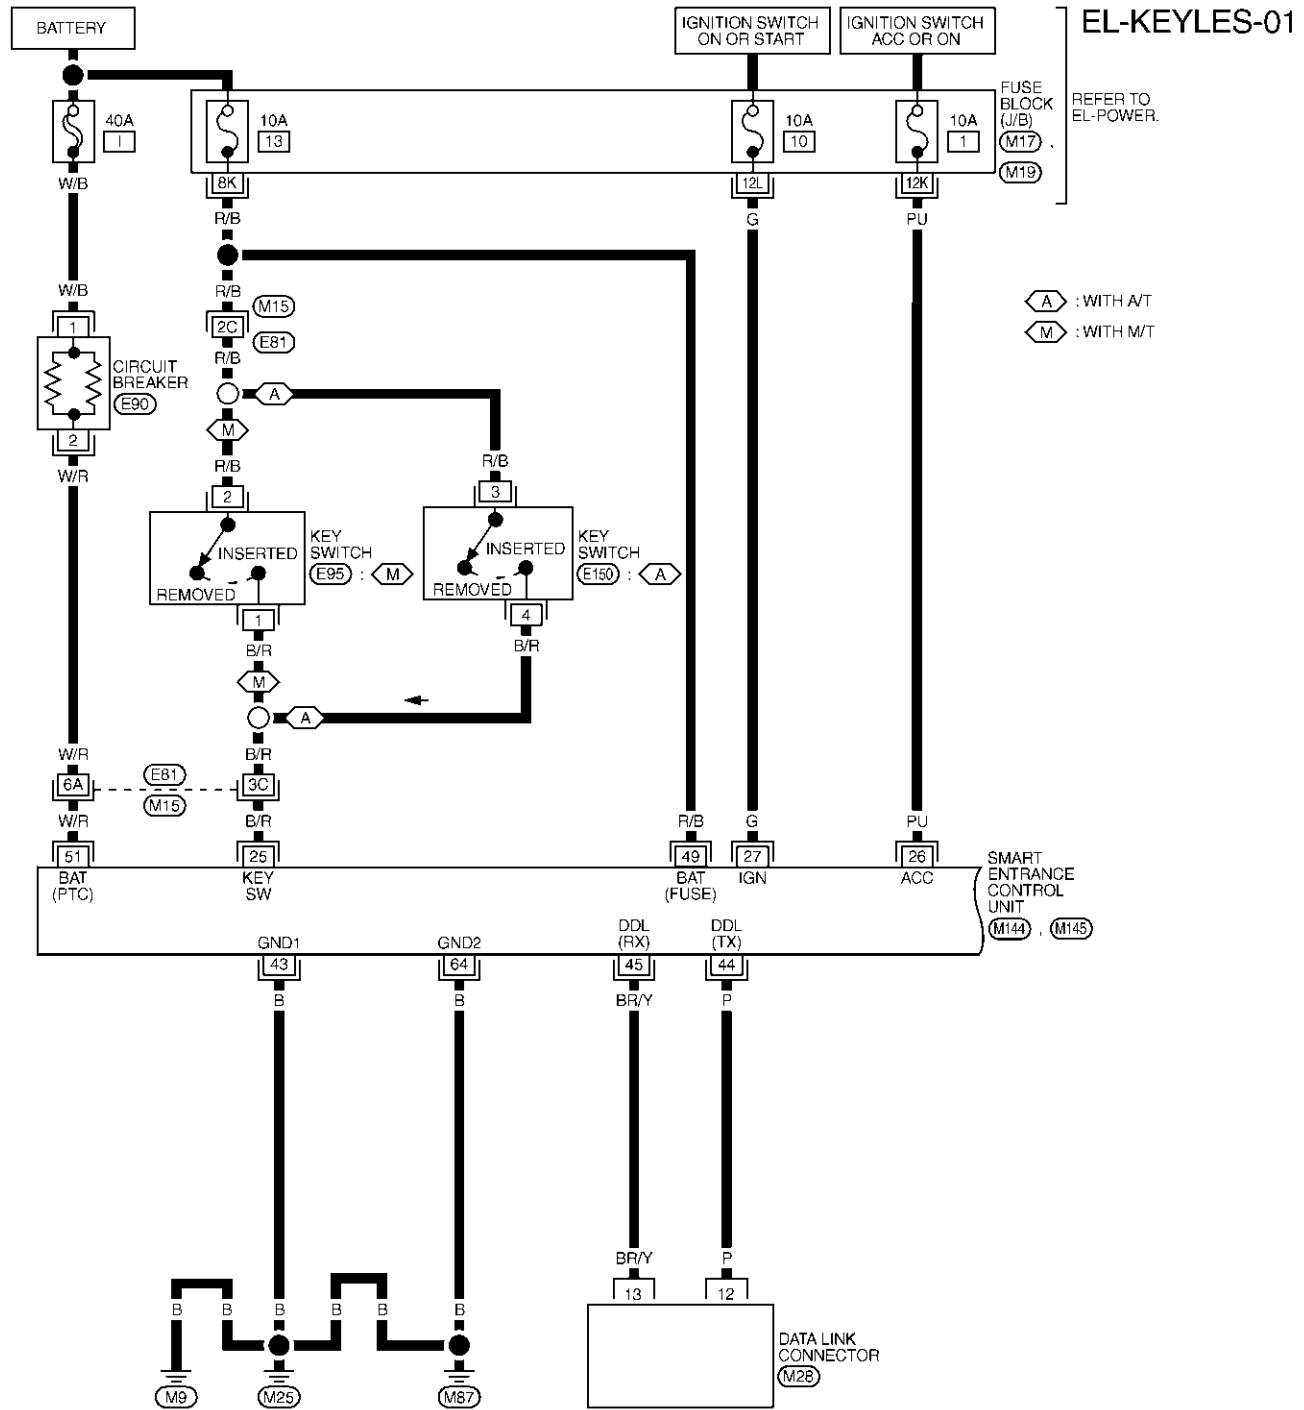 BATTERY
IGNITION SWITCH
ON OR START
IGNITION SWITCH
ACC OR ON
EL-KEYLES-01
40A
I
10A
13
10A
10
10A
1
FUSE
BLOCK
(J/B)
M17 ,
M19
REFER TO
EL-POWER.
W/B
8K
12L
12K
R/B
G
PU
W/B
R/B
M15
2C
E81
R/B
A : WITH A/T
M : WITH M/T
1
CIRCUIT
BREAKER
E90
2
W/R
A
M
R/B
R/B
2
3
INSERTED
REMOVED
KEY
SWITCH
E95 : M
INSERTED
REMOVED
KEY
SWITCH
E150 : A
1
4
B/R
B/R
M
A
W/R
B/R
6A
E81
M15
3C
W/R
B/R
R/B
G
PU
51
25
49
27
26
BAT
(PTC)
KEY
SW
BAT
(FUSE)
IGN
ACC
SMART
ENTRANCE
CONTROL
UNIT
M144 , M145
GND1
GND2
DDL
(RX)
DDL
(TX)
43
64
45
44
B
B
BR/Y
P
BR/Y
P
13
12
B
B
B
B
B
B
DATA LINK
CONNECTOR
M28
M9
M25
M87